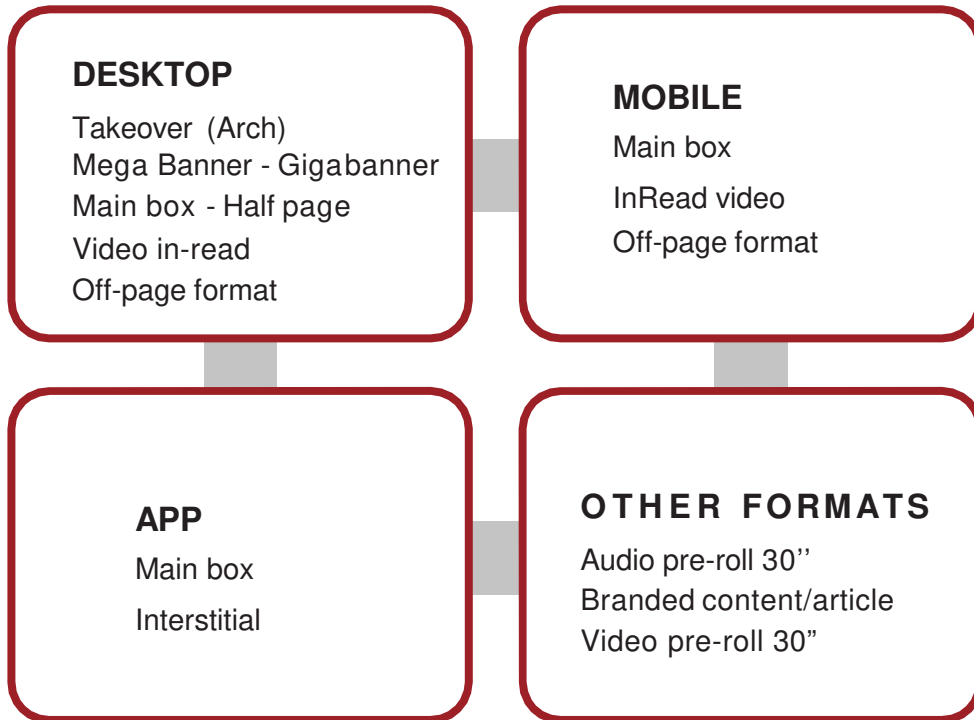 DESKTOP
Takeover (Arch)
Mega Banner - Gigabanner
Main box - Half page
Video in-read
Off-page format
MOBILE
Main box
InRead video
Off-page format
APP
Main box
Interstitial
OTHER FORMATS
Audio pre-roll 30’’
Branded content/article
Video pre-roll 30”